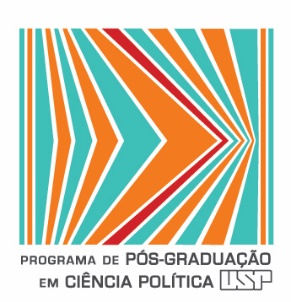 PROGRAMA DE PÓS-GRADUAÇÃO
EM CIÊNCIA POLÍTICA USP